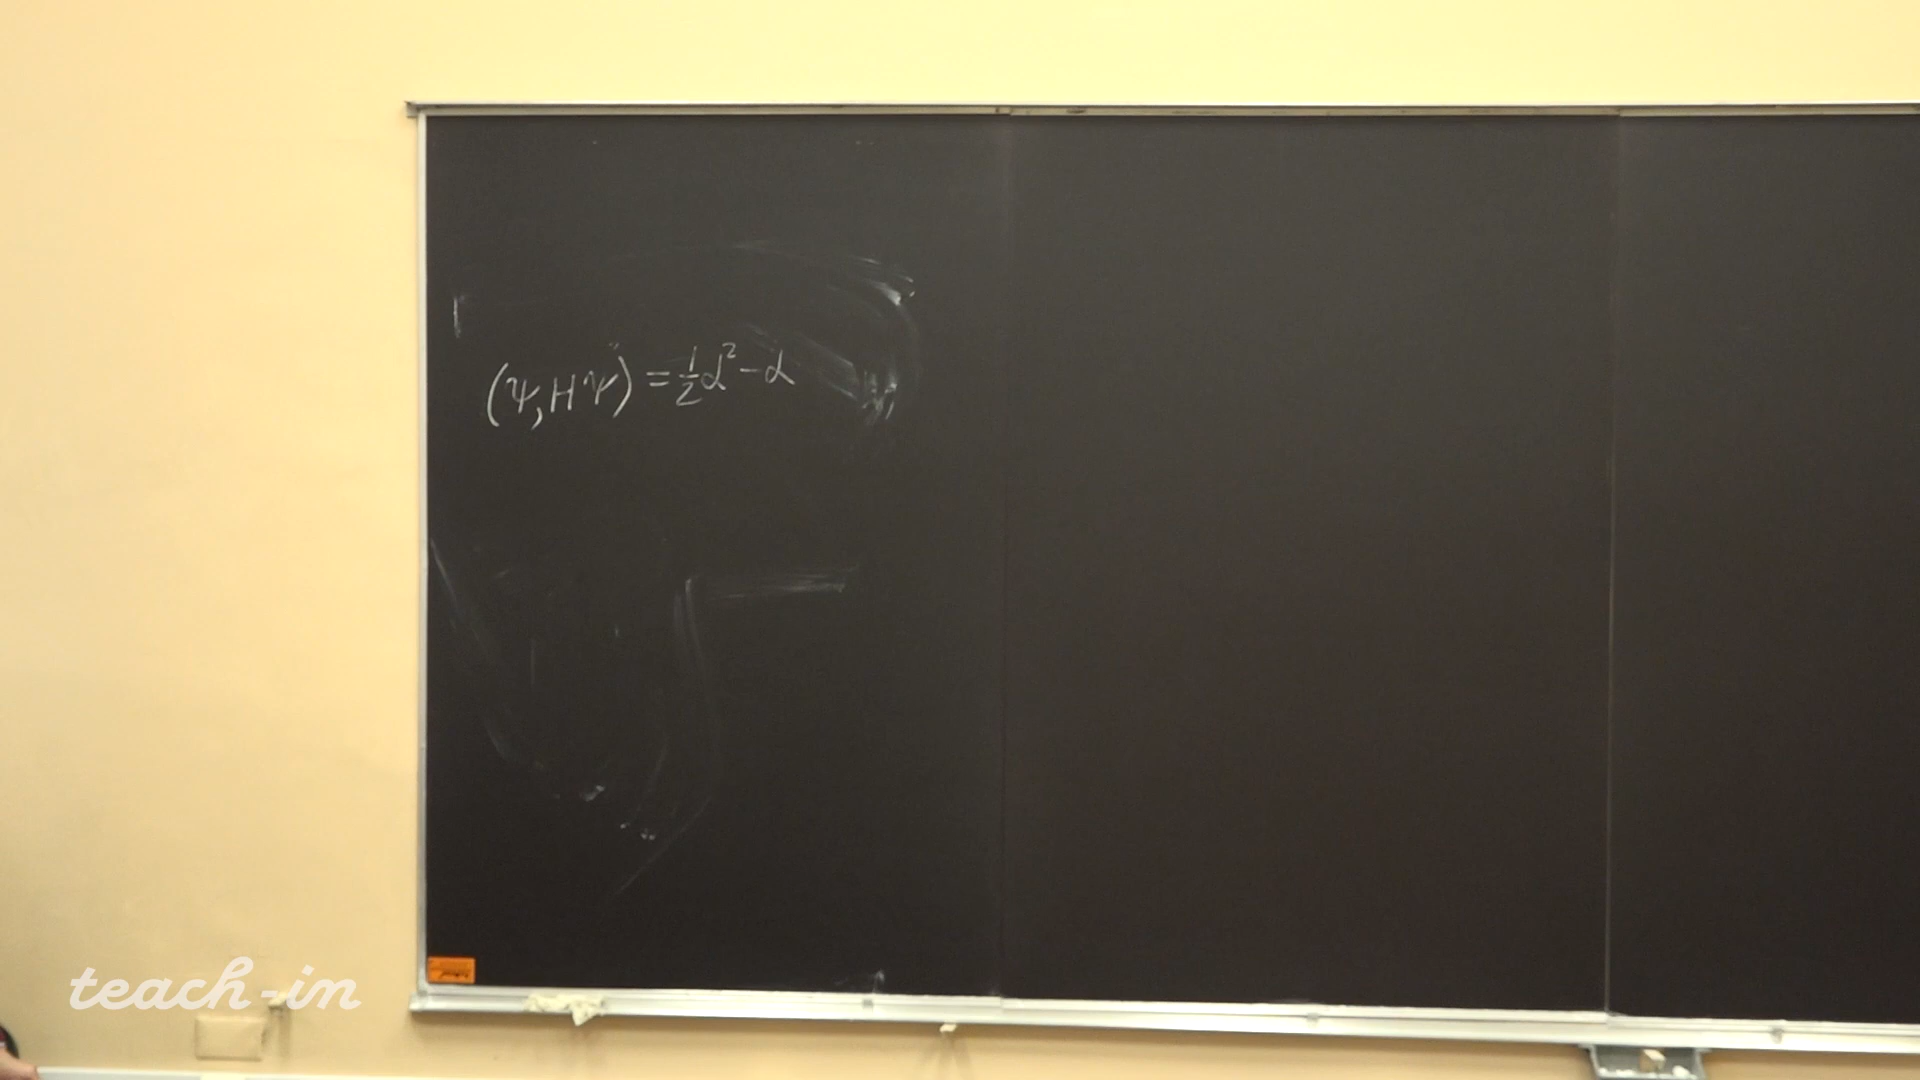 (Ψ, HΨ) = ½α² - α
teach-in